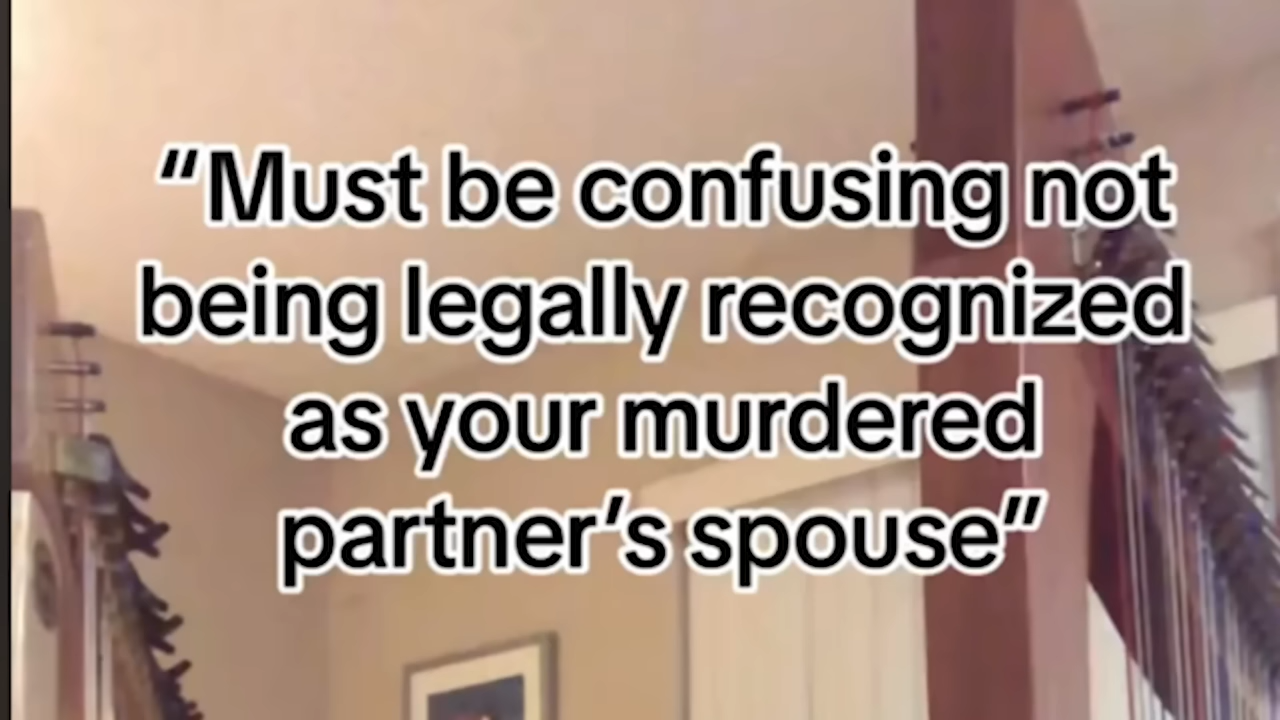 “Must be confusing not
being legally recognized
as your murdered
partner’s spouse”